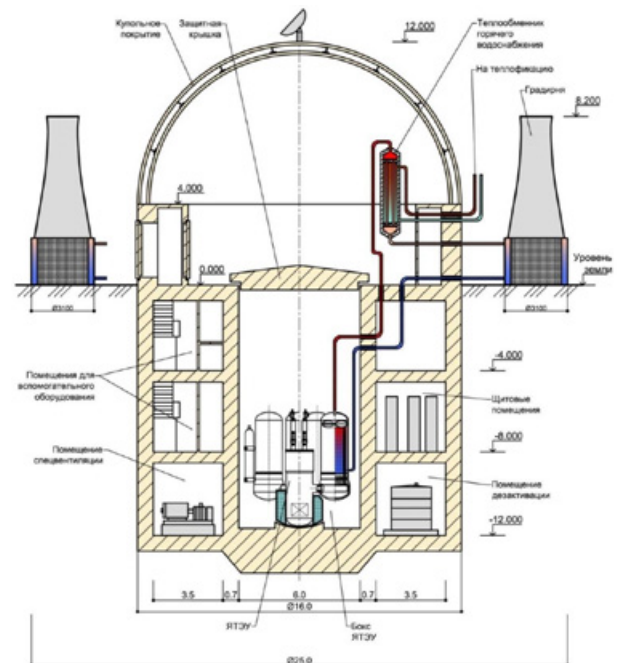 Купольное
покрытие
Защитная
крышка
12.000
Теплообменник
горячего
водоснабжения
На теплофикацию
Градирня
8.200
4.000
0.000
Уровень
земли
Ø3100
Ø3100
-4.000
Помещения для
вспомогательного
оборудования
Щитовые
помещения
-8.000
Помещение
спецвентиляции
Помещение
дезактивации
-12.000
3.5
0.7
6.0
0.7
3.5
Ø16.0
ЯТЭУ
Бокс
ЯТЭУ
Ø25.0